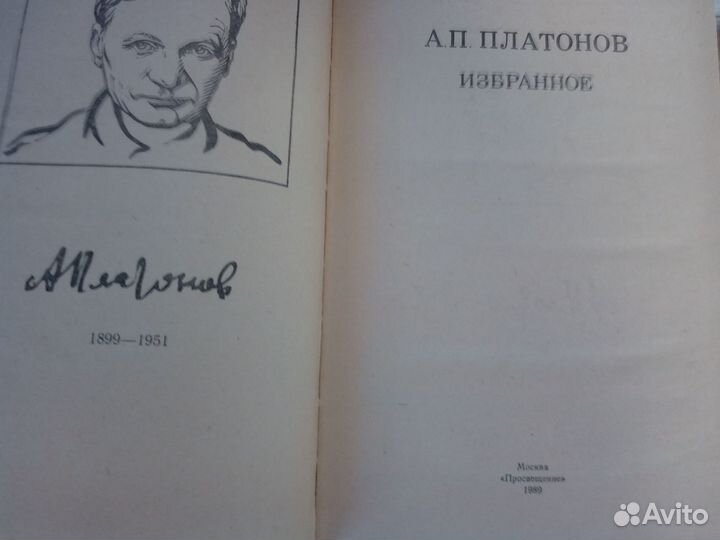 АПлатонов
1899—1951
А.П. ПЛАТОНОВ
ИЗБРАННОЕ
Москва
«Просвещение»
1989
Avito